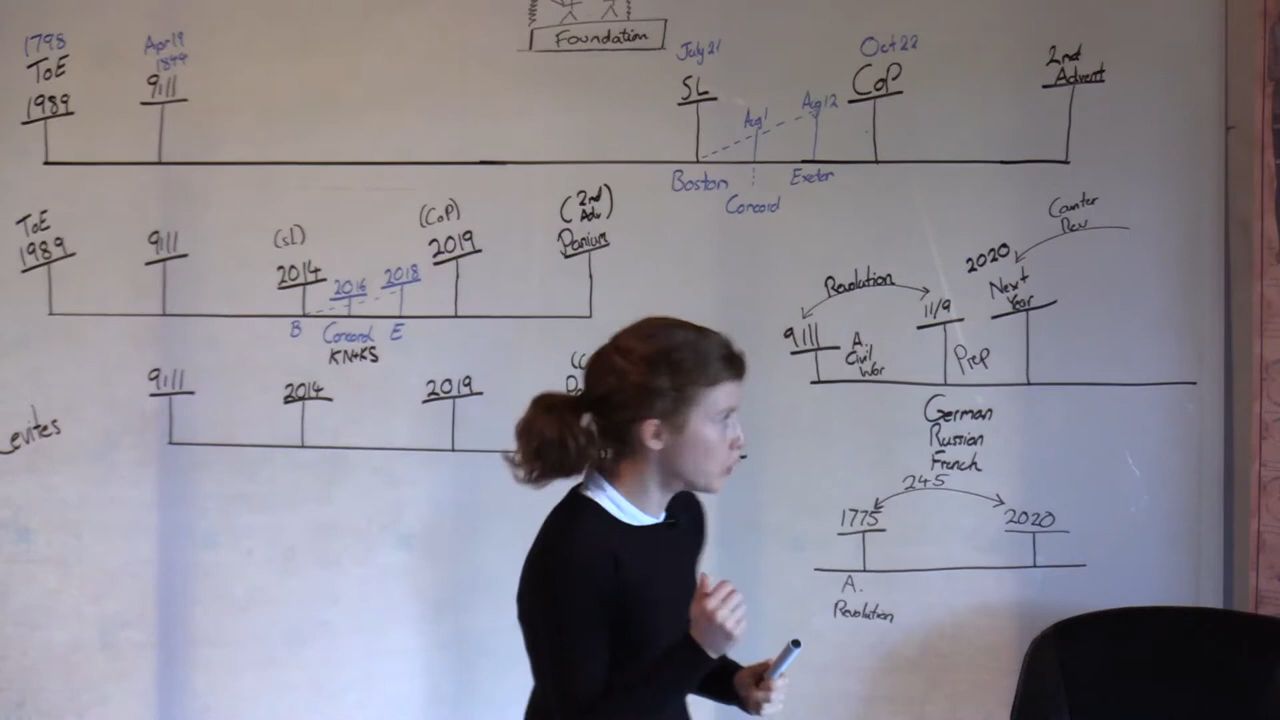 Foundation
1798
ToE
1989
Apr 19
1844
9/11
July 21
SL
Aug 1
Aug 12
Oct 22
CoP
2nd
Advent
Boston
Concord
Exeter
ToE
1989
9/11
(SL)
2014
2016
2018
(CoP)
2019
(2nd
Adv)
Panium
B
Concord
E
KN+KS
9/11
2014
2019
evites
Revolution
9/11
A.
Civil
War
11/9
Prep
2020
Next
Year
Counter
Rev
German
Russian
French
245
1775
2020
A.
Revolution